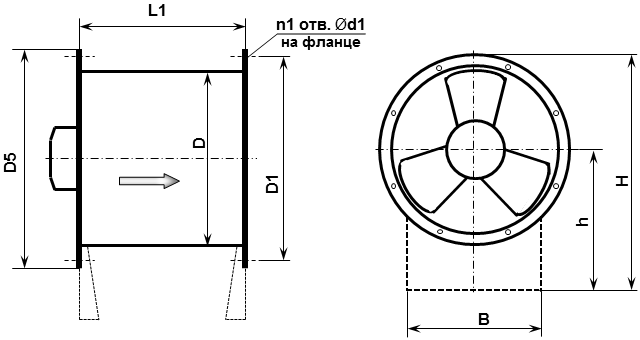 L1
n1 отв. Ød1
на фланце
D5
D
D1
H
h
B